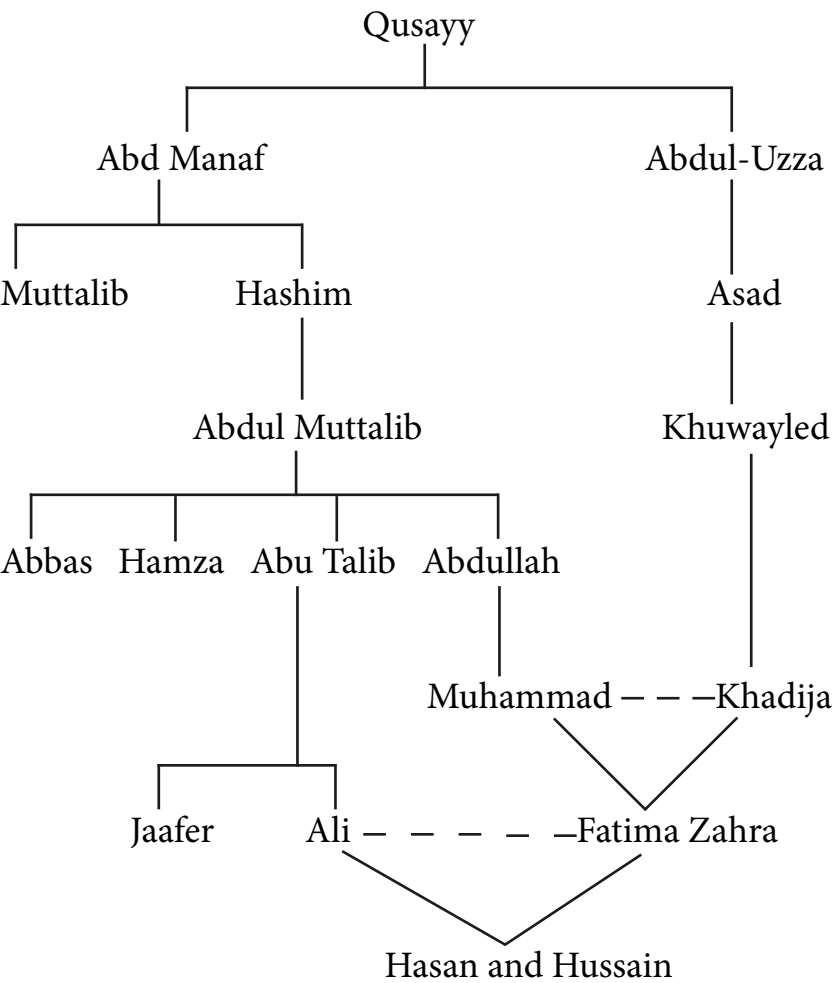 Qusayy
Abd Manaf Abdul-Uzza
Muttalib Hashim Asad
Abdul Muttalib Khuwayled
Abbas Hamza Abu Talib Abdullah
Muhammad Khadija
Jaafer Ali Fatima Zahra
Hasan and Hussain